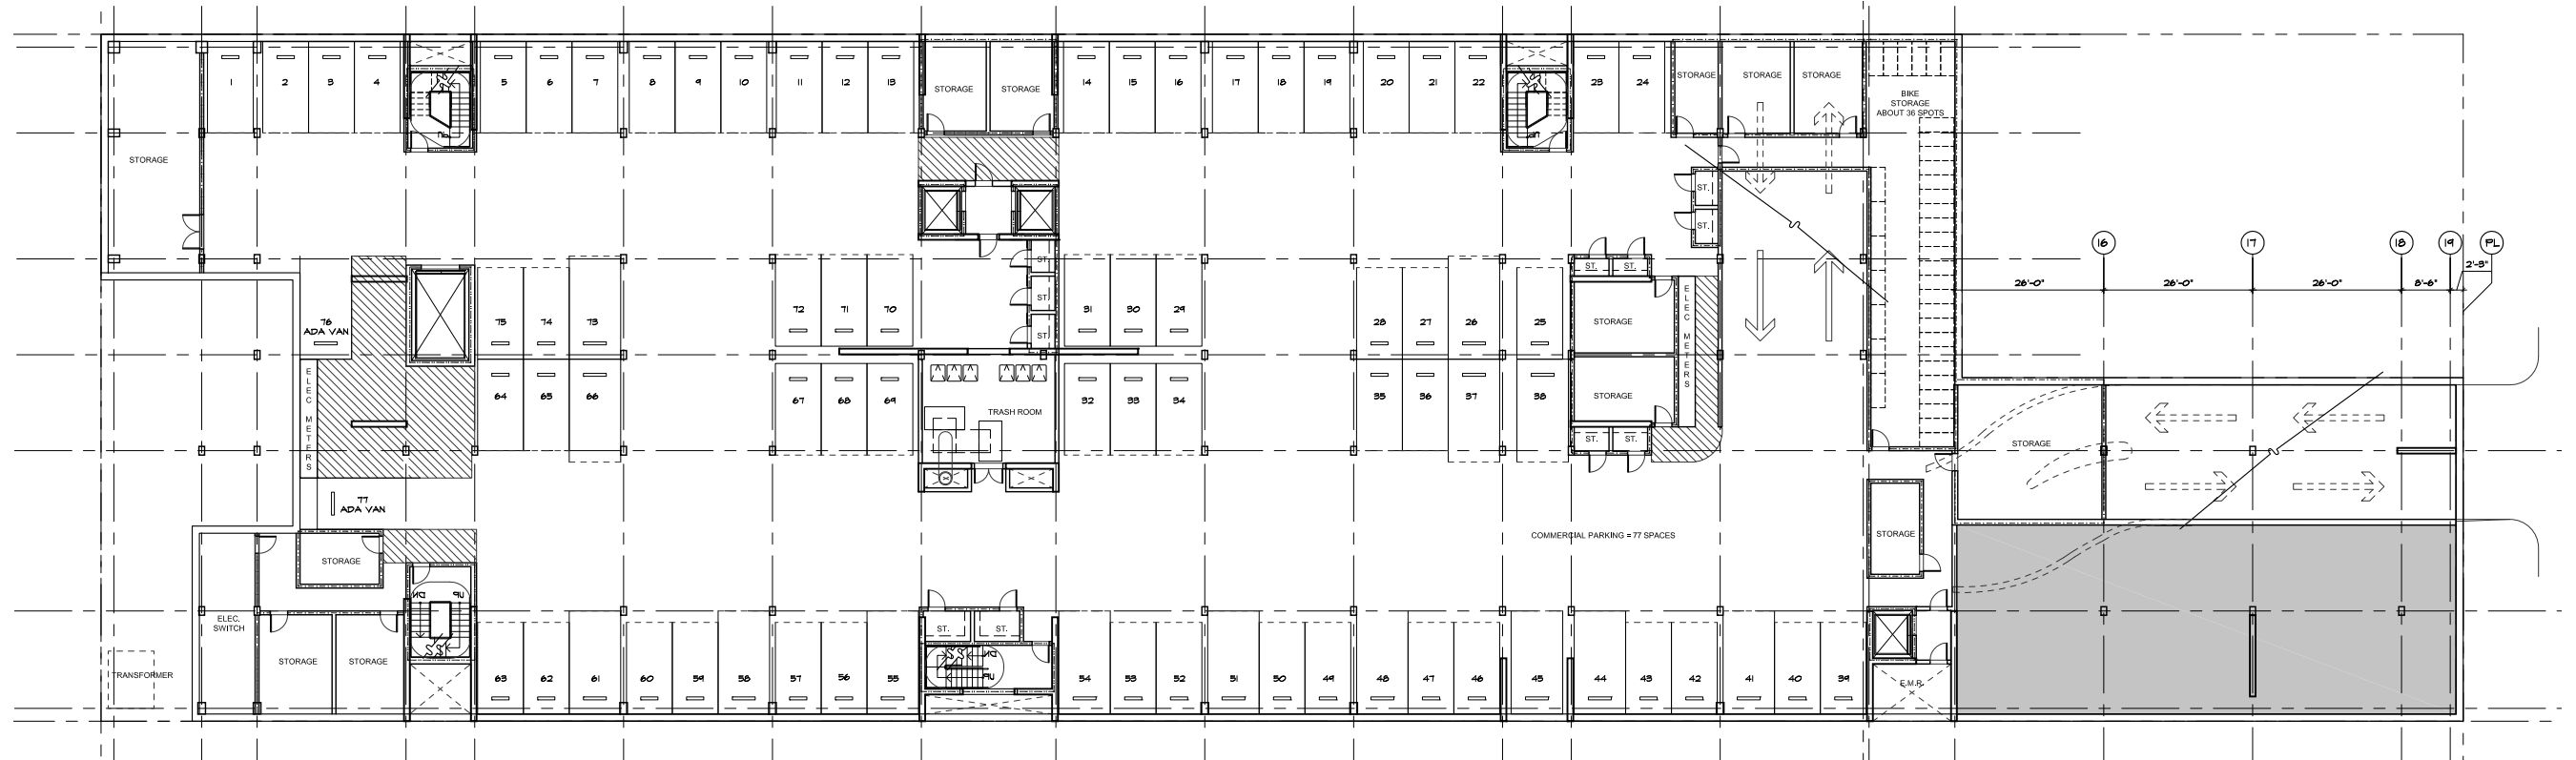 1 2 3 4 5 6 7 8 9 10 11 12 13 14 15 16 17 18 19 20 21 22 23 24
UP
STORAGE STORAGE
UP
STORAGE STORAGE STORAGE
BIKE
STORAGE
ABOUT 36 SPOTS
STORAGE
ST.
ST.
16 17 18 19 PL
2'-3"
26'-0" 26'-0" 26'-0" 8'-6"
ST.
ST.
ST.
ST. ST.
76
ADA VAN
75 74 73
72 71 70
31 30 29
28 27 26 25
STORAGE
ELEC METERS
ELEC METERS
64 65 66
67 68 69
TRASH ROOM
32 33 34
35 36 37 38
STORAGE
ST. ST.
STORAGE
77
ADA VAN
COMMERCIAL PARKING = 77 SPACES
STORAGE
STORAGE
DN UP
ELEC.
SWITCH
ST. ST.
DN
UP
STORAGE STORAGE
TRANSFORMER
63 62 61 60 59 58 57 56 55 54 53 52 51 50 49 48 47 46 45 44 43 42 41 40 39
E.M.R.